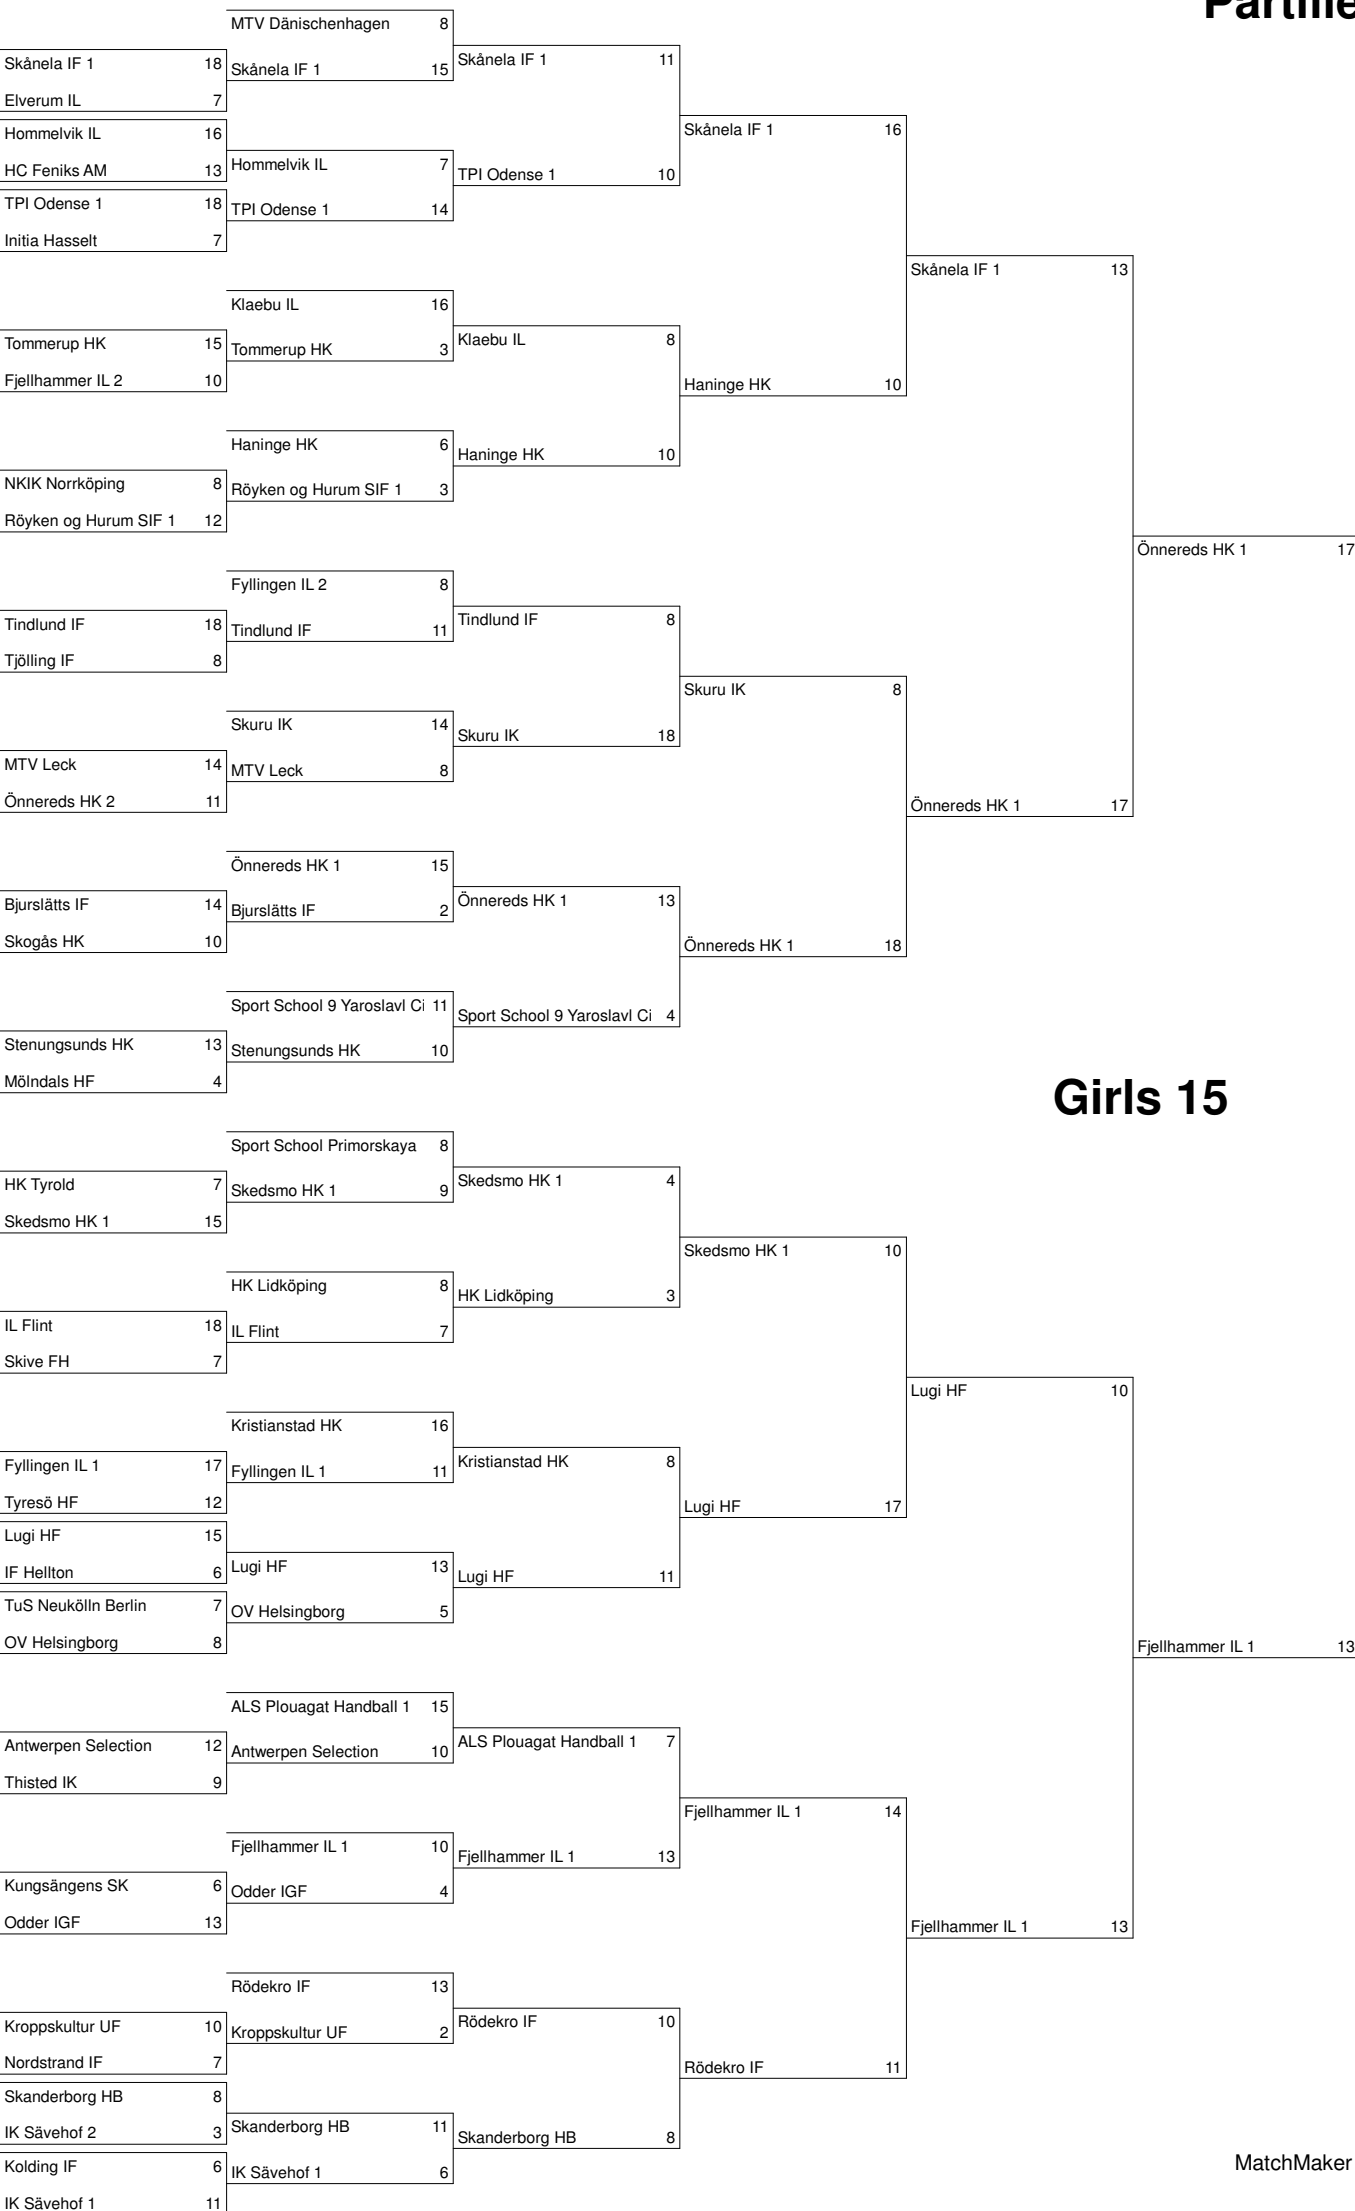 Partille
MTV Dänischenhagen 8
Skånela IF 1 15
Skånela IF 1 18
Elverum IL 7
Hommelvik IL 16
HC Feniks AM 13
Hommelvik IL 7
TPI Odense 1 14
TPI Odense 1 18
Initia Hasselt 7
Skånela IF 1 11
TPI Odense 1 10
Skånela IF 1 16
Haninge HK 10
Skånela IF 1 13
Önnereds HK 1 17
Klaebu IL 16
Tommerup HK 3
Tommerup HK 15
Fjellhammer IL 2 10
Klaebu IL 8
Haninge HK 10
Haninge HK 6
Röyken og Hurum SIF 1 3
NKIK Norrköping 8
Röyken og Hurum SIF 1 12
Önnereds HK 1 17
Fyllingen IL 2 8
Tindlund IF 11
Tindlund IF 18
Tjölling IF 8
Tindlund IF 8
Skuru IK 18
Skuru IK 8
Önnereds HK 1 18
Skuru IK 14
MTV Leck 8
MTV Leck 14
Önnereds HK 2 11
Önnereds HK 1 15
Bjurslätts IF 2
Bjurslätts IF 14
Skogås HK 10
Önnereds HK 1 13
Sport School 9 Yaroslavl Ci 4
Sport School 9 Yaroslavl Ci 11
Stenungsunds HK 10
Stenungsunds HK 13
Mölndals HF 4
Girls 15
Sport School Primorskaya 8
Skedsmo HK 1 9
HK Tyrold 7
Skedsmo HK 1 15
Skedsmo HK 1 4
HK Lidköping 3
Skedsmo HK 1 10
Lugi HF 17
HK Lidköping 8
IL Flint 7
IL Flint 18
Skive FH 7
Lugi HF 10
Fjellhammer IL 1 13
Kristianstad HK 16
Fyllingen IL 1 11
Fyllingen IL 1 17
Tyresö HF 12
Kristianstad HK 8
Lugi HF 11
Lugi HF 15
IF Hellton 6
Lugi HF 13
OV Helsingborg 5
TuS Neukölln Berlin 7
OV Helsingborg 8
Fjellhammer IL 1 13
ALS Plouagat Handball 1 15
Antwerpen Selection 10
Antwerpen Selection 12
Thisted IK 9
ALS Plouagat Handball 1 7
Fjellhammer IL 1 13
Fjellhammer IL 1 14
Rödekro IF 11
Fjellhammer IL 1 10
Odder IGF 4
Kungsängens SK 6
Odder IGF 13
Rödekro IF 13
Kroppskultur UF 2
Kroppskultur UF 10
Nordstrand IF 7
Rödekro IF 10
Skanderborg HB 8
Skanderborg HB 8
IK Sävehof 2 3
Skanderborg HB 11
IK Sävehof 1 6
Kolding IF 6
IK Sävehof 1 11
MatchMaker